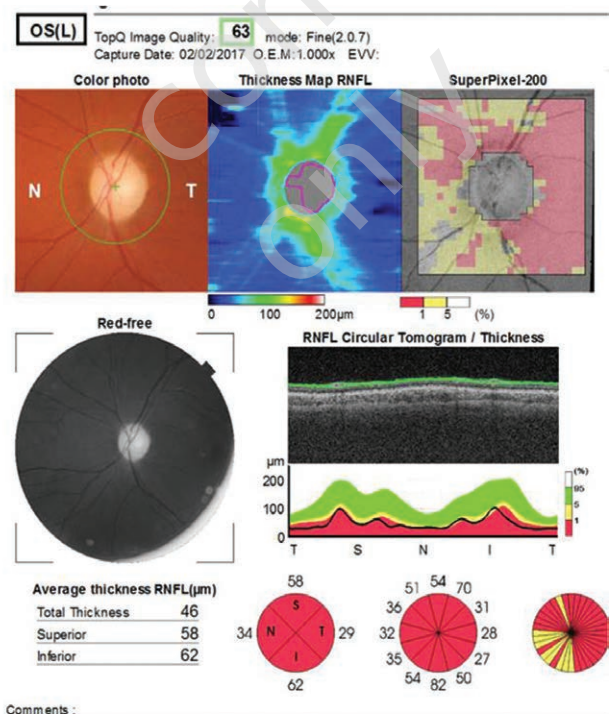 OS(L) TopQ Image Quality: 63 mode: Fine(2.0.7)
Capture Date: 02/02/2017 O.E.M:1.000x EVV:
Color photo Thickness Map RNFL SuperPixel-200
N T
only
0 100 200µm 1 5 (%)
Red-free
RNFL Circular Tomogram / Thickness
µm
200
100
0
T S N I T
(%)
95
5
1
Average thickness RNFL(µm)
Total Thickness 46
Superior 58
Inferior 62
58
34 29
62
S
N T
I
54
51 70
36 31
32 28
35 27
54 50
82
Comments :